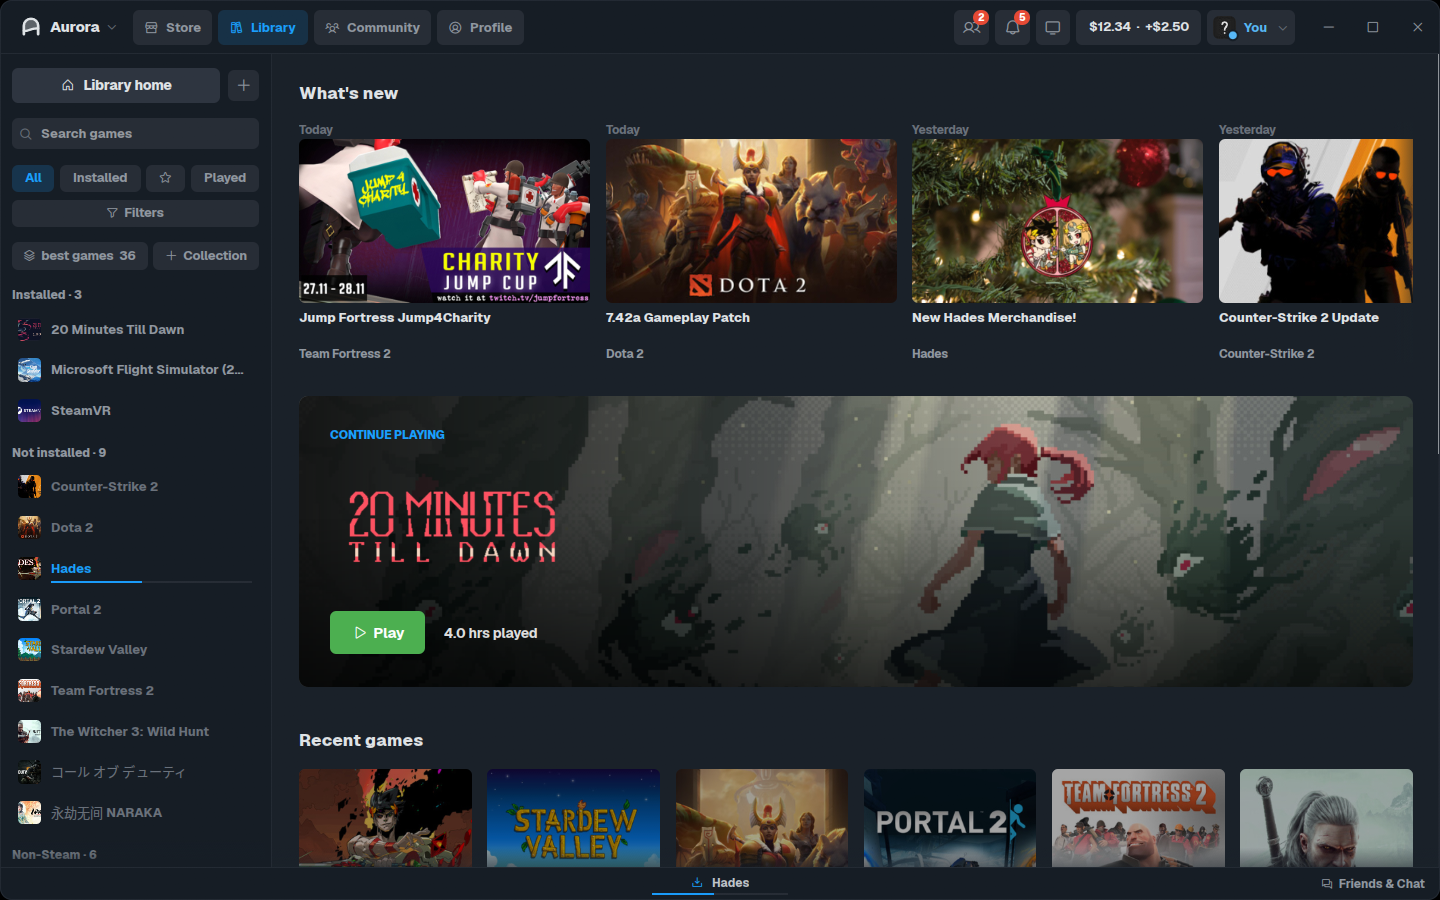 Aurora
Store
Library
Community
Profile
2
5
$12.34 · +$2.50
?
You
Library home
Search games
All
Installed
Played
Filters
best games 36
Collection
Installed · 3
20 Minutes Till Dawn
Microsoft Flight Simulator (2...
SteamVR
Not installed · 9
Counter-Strike 2
Dota 2
Hades
Portal 2
Stardew Valley
Team Fortress 2
The Witcher 3: Wild Hunt
コール オブ デューティ
永劫无间 NARAKA
Non-Steam · 6
What's new
Today
JUMP 4
CHARITY
27.11 - 28.11
CHARITY
JUMP CUP
watch it at twitch.tv/jumpfortress
Jump Fortress Jump4Charity
Team Fortress 2
Today
DOTA 2
7.42a Gameplay Patch
Dota 2
Yesterday
New Hades Merchandise!
Hades
Yesterday
Counter-Strike 2 Update
Counter-Strike 2
CONTINUE PLAYING
20 MINUTES
TILL DAWN
Play
4.0 hrs played
Recent games
STARDEW
VALLEY
PORTAL 2
TEAM FORTRESS 2
Hades
Friends & Chat